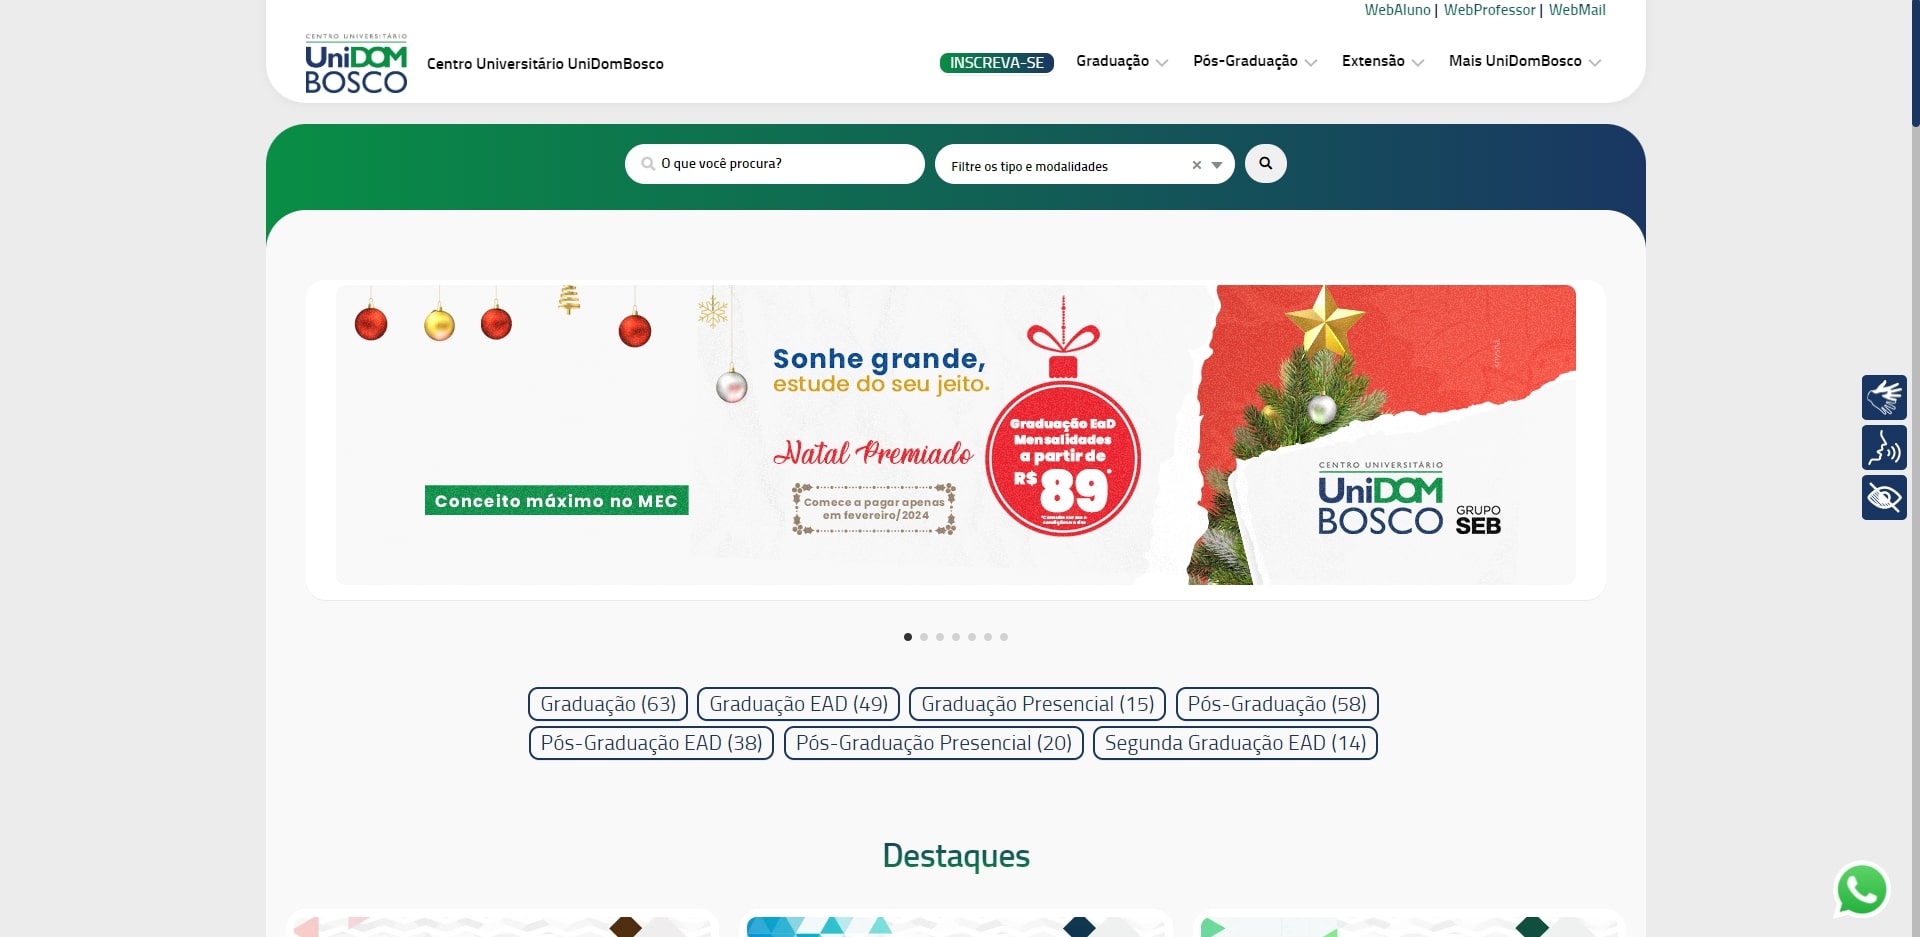 WebAluno | WebProfessor | WebMail
CENTRO UNIVERSITÁRIO
UniDOM
BOSCO
Centro Universitário UniDomBosco
INSCREVA-SE
Graduação
Pós-Graduação
Extensão
Mais UniDomBosco
O que você procura?
Filtre os tipo e modalidades
Sonhe grande,
estude do seu jeito.
Natal Premiado
Comece a pagar apenas
em fevereiro/2024
Conceito máximo no MEC
Graduação EaD
Mensalidades
a partir de
R$ 89*
CENTRO UNIVERSITÁRIO
UniDOM
BOSCO
GRUPO
SEB
Graduação (63)
Graduação EAD (49)
Graduação Presencial (15)
Pós-Graduação (58)
Pós-Graduação EAD (38)
Pós-Graduação Presencial (20)
Segunda Graduação EAD (14)
Destaques